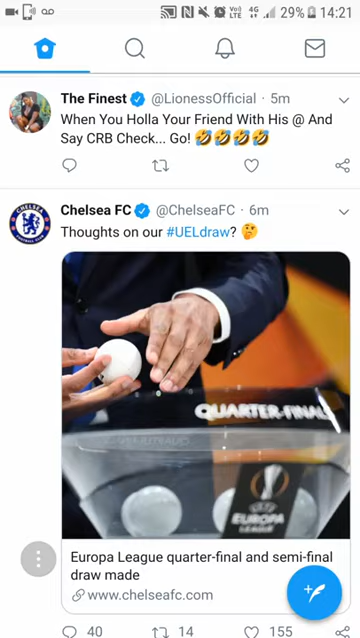 29% 14:21
The Finest @LionessOfficial · 5m
When You Holla Your Friend With His @ And
Say CRB Check... Go! 🤣🤣🤣🤣
Chelsea FC @ChelseaFC · 6m
Thoughts on our #UELdraw? 🤔
QUARTER-FINALS
UEFA
EUROPA
LEAGUE
Europa League quarter-final and semi-final
draw made
www.chelseafc.com
40 14 155